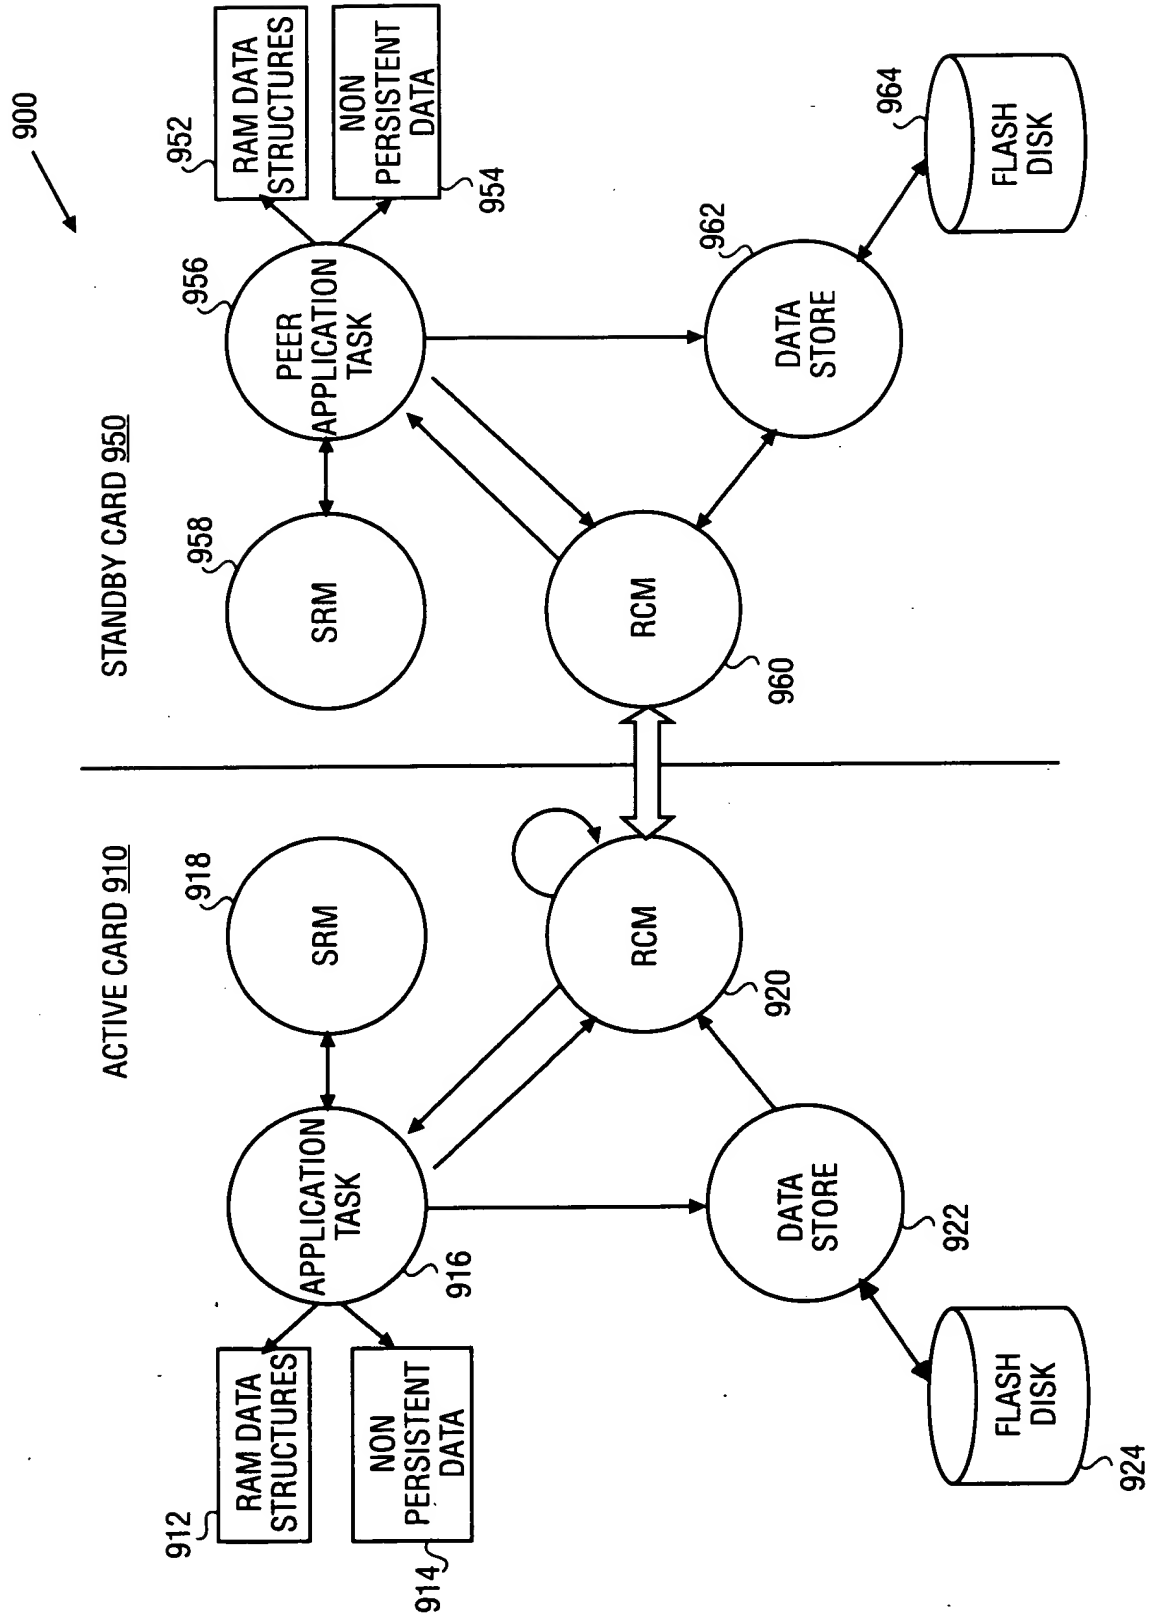 900
ACTIVE CARD 910
STANDBY CARD 950
912
RAM DATA
STRUCTURES
914
NON
PERSISTENT
DATA
APPLICATION
TASK
916
918
SRM
RCM
920
DATA
STORE
922
FLASH
DISK
924
958
SRM
956
PEER
APPLICATION
TASK
952
RAM DATA
STRUCTURES
NON
PERSISTENT
DATA
954
RCM
960
962
DATA
STORE
964
FLASH
DISK